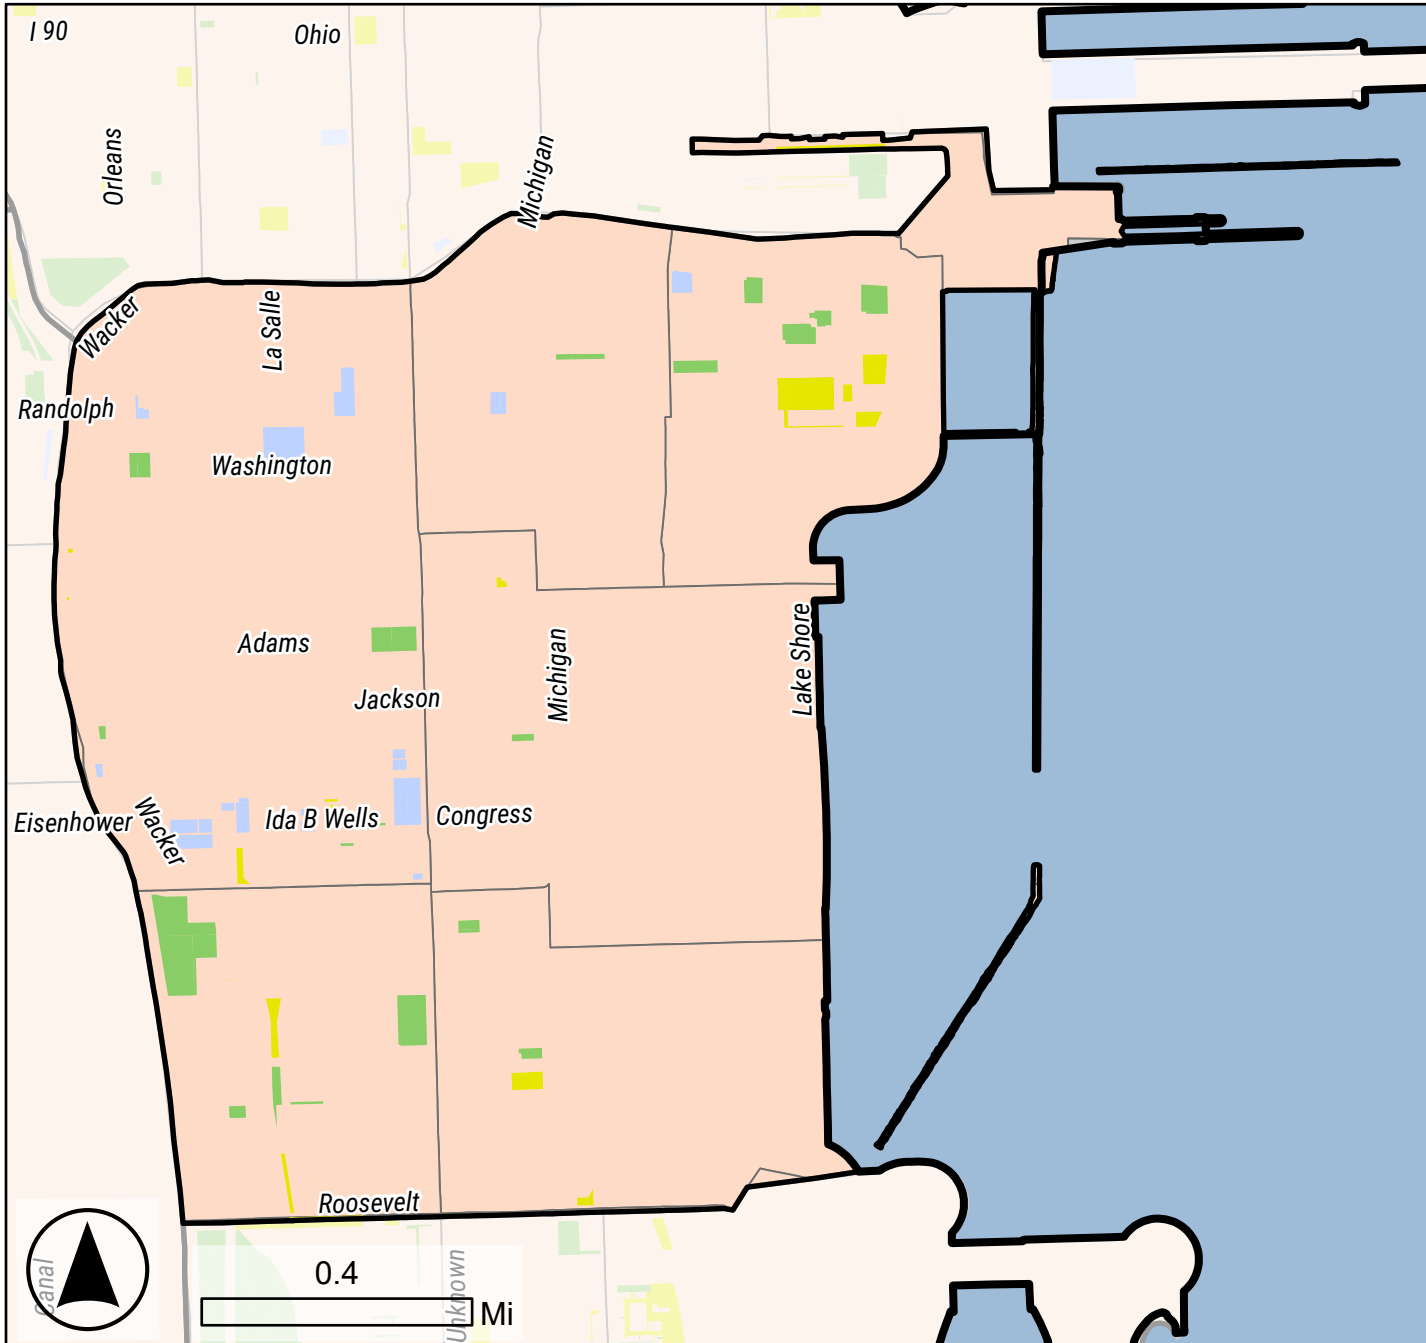 I 90
Ohio
Orleans
Michigan
Wacker
La Salle
Randolph
Washington
Adams
Michigan
Lake Shore
Jackson
Eisenhower
Wacker
Ida B Wells
Congress
Roosevelt
Canal
Unknown
0.4
Mi